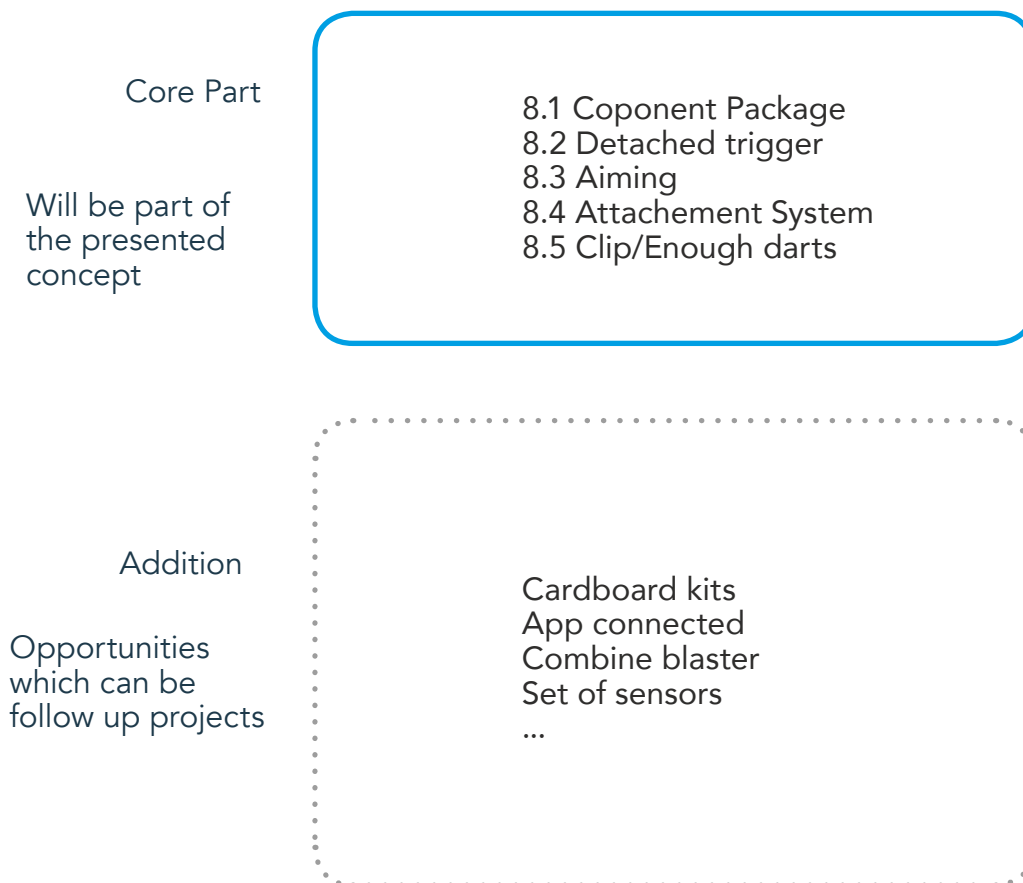 Core Part
Will be part of
the presented
concept
8.1 Coponent Package
8.2 Detached trigger
8.3 Aiming
8.4 Attachement System
8.5 Clip/Enough darts
Addition
Opportunities
which can be
follow up projects
Cardboard kits
App connected
Combine blaster
Set of sensors
...